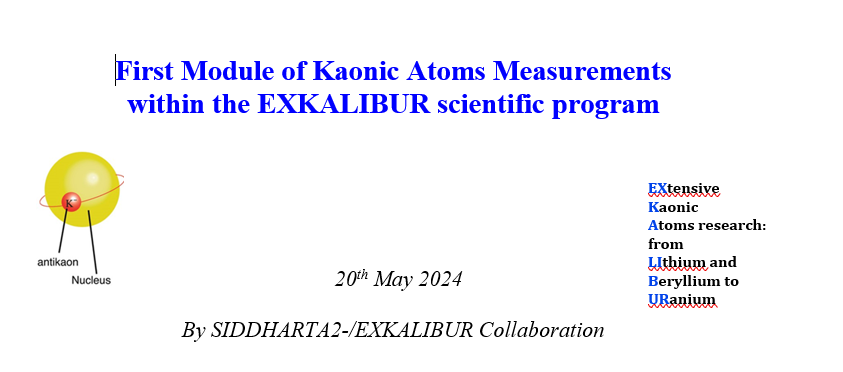 First Module of Kaonic Atoms Measurements
within the EXKALIBUR scientific program
K⁻
antikaon
Nucleus
EXtensive
Kaonic
Atoms research:
from
LIthium and
Beryllium to
URanium
20th May 2024
By SIDDHARTA2-/EXKALIBUR Collaboration